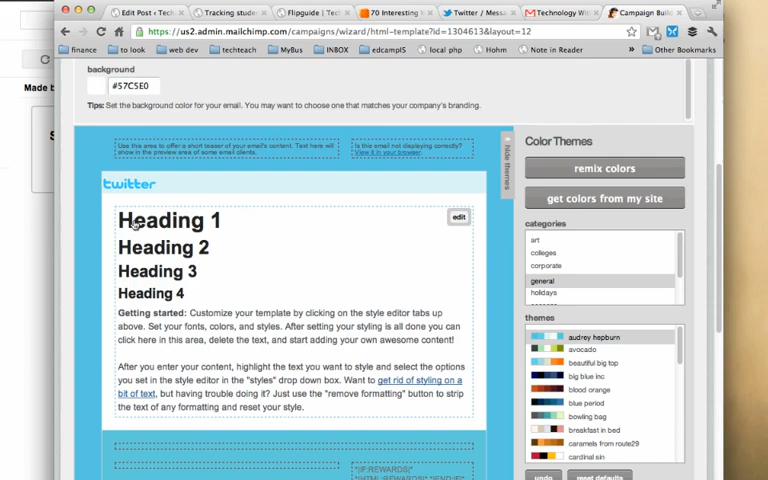 Edit Post ‹ Tech
Tracking stude
Flipguide | Tec
70 Interesting
Twitter / Messa
Technology Wit
Campaign Buil
https://us2.admin.mailchimp.com/campaigns/wizard/html-template?id=1304613&layout=12
finance
to look
web dev
techteach
MyBus
INBOX
edcampIS
local php
Hohm
Note in Reader
»
Other Bookmarks
Made b
background
#57C5E0
Tips: Set the background color for your email. You may want to choose one that matches your company's branding.
Use this area to offer a short teaser of your email's content. Text here will
show in the preview area of some email clients.
Is this email not displaying correctly?
View it in your browser.
hide themes
twitter
edit
Heading 1
Heading 2
Heading 3
Heading 4
Getting started: Customize your template by clicking on the style editor tabs up
above. Set your fonts, colors, and styles. After setting your styling is all done you can
click here in this area, delete the text, and start adding your own awesome content!
After you enter your content, highlight the text you want to style and select the options
you set in the style editor in the "styles" drop down box. Want to get rid of styling on a
bit of text, but having trouble doing it? Just use the "remove formatting" button to strip
the text of any formatting and reset your style.
*|IF:REWARDS|*
Color Themes
remix colors
get colors from my site
categories
art
colleges
corporate
general
holidays
themes
audrey hepburn
avocado
beautiful big top
big blue inc
blood orange
blue period
bowling bag
breakfast in bed
caramels from route29
cardinal sin
undo
reset defaults